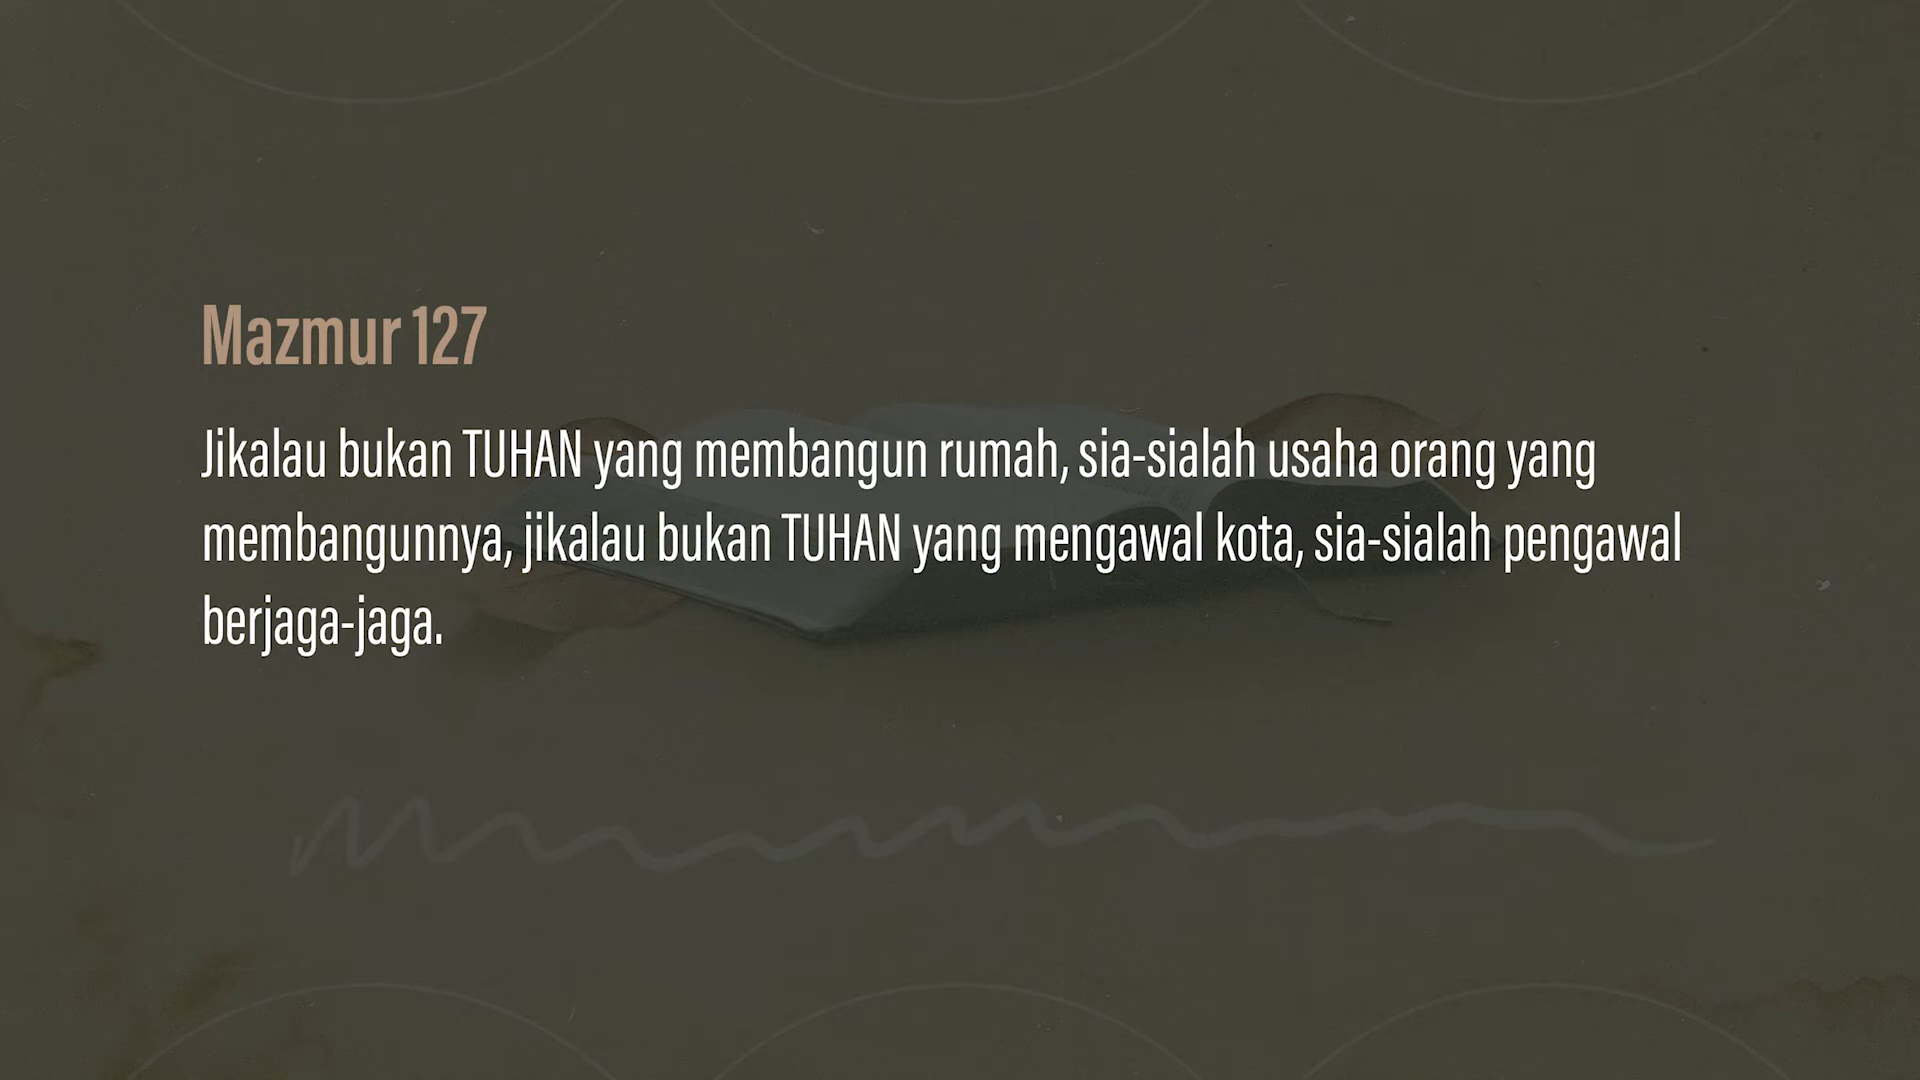 Mazmur 127
Jikalau bukan TUHAN yang membangun rumah, sia-sialah usaha orang yang
membangunnya, jikalau bukan TUHAN yang mengawal kota, sia-sialah pengawal
berjaga-jaga.